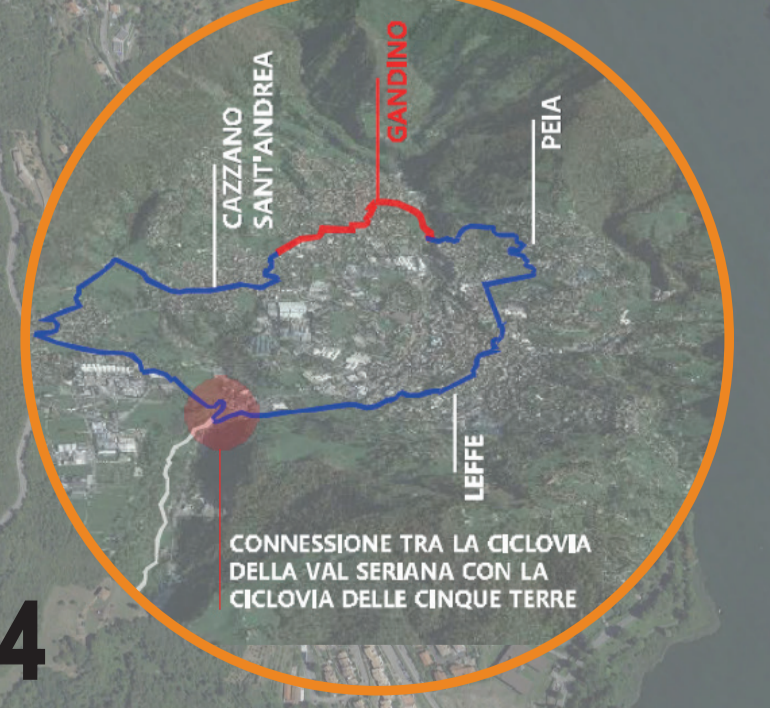 CAZZANO
SANT'ANDREA
GANDINO
PEIA
LEFFE
CONNESSIONE TRA LA CICLOVIA
DELLA VAL SERIANA CON LA
CICLOVIA DELLE CINQUE TERRE
4